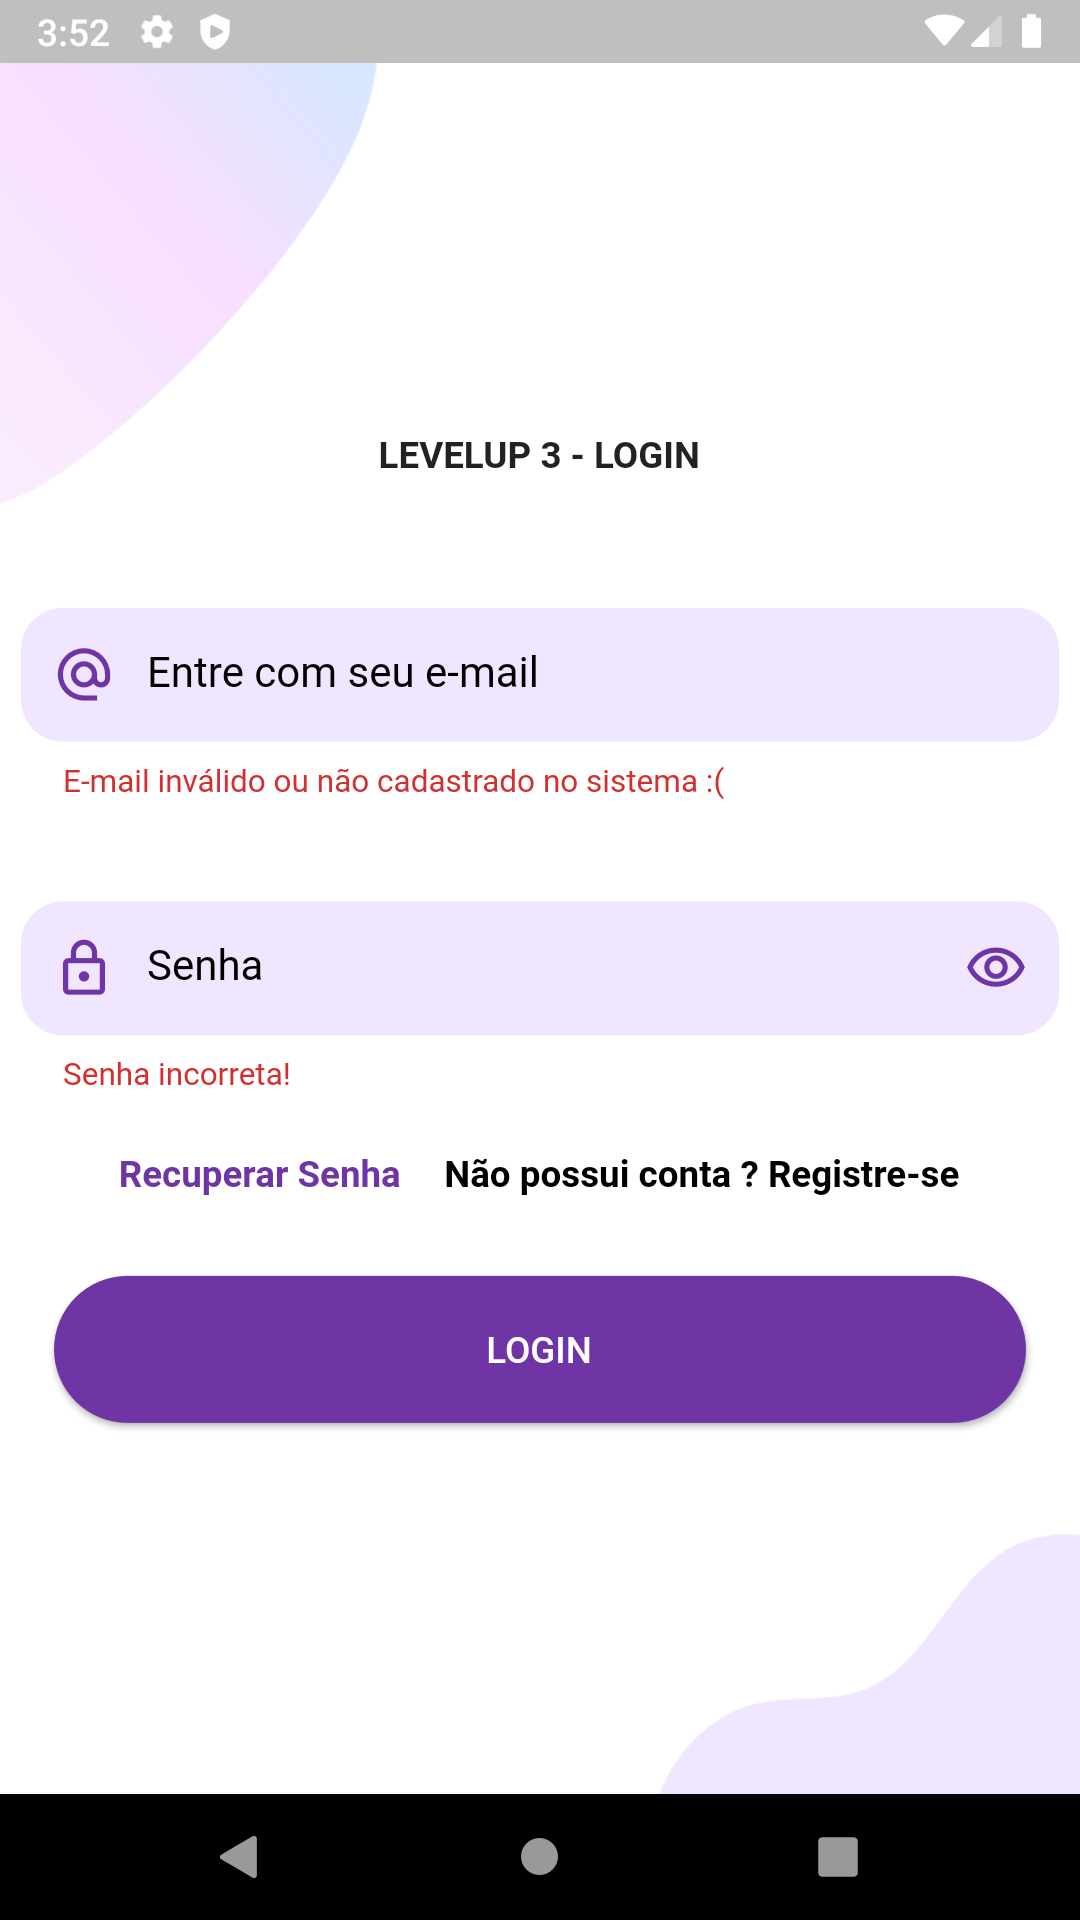 3:52
LEVELUP 3 - LOGIN
Entre com seu e-mail
E-mail inválido ou não cadastrado no sistema :(
Senha
Senha incorreta!
Recuperar Senha Não possui conta ? Registre-se
LOGIN